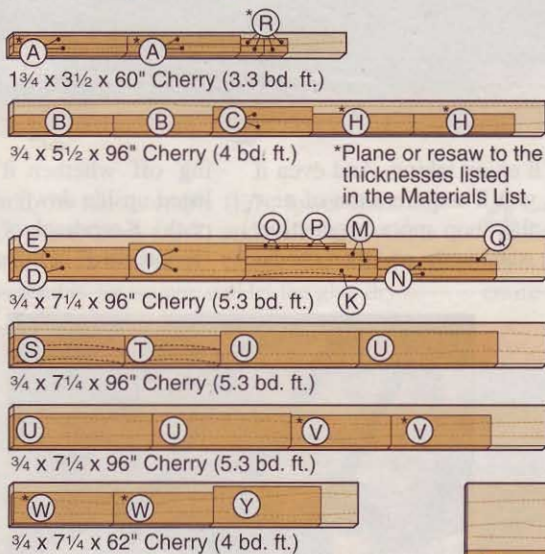 *R
*A *A
1¾ x 3½ x 60" Cherry (3.3 bd. ft.)
B B C *H *H
¾ x 5½ x 96" Cherry (4 bd. ft.)
*Plane or resaw to the
thicknesses listed
in the Materials List.
E D I O P M K N Q
¾ x 7¼ x 96" Cherry (5.3 bd. ft.)
S T U U
¾ x 7¼ x 96" Cherry (5.3 bd. ft.)
U U *V *V
¾ x 7¼ x 96" Cherry (5.3 bd. ft.)
*W *W Y
¾ x 7¼ x 62" Cherry (4 bd. ft.)